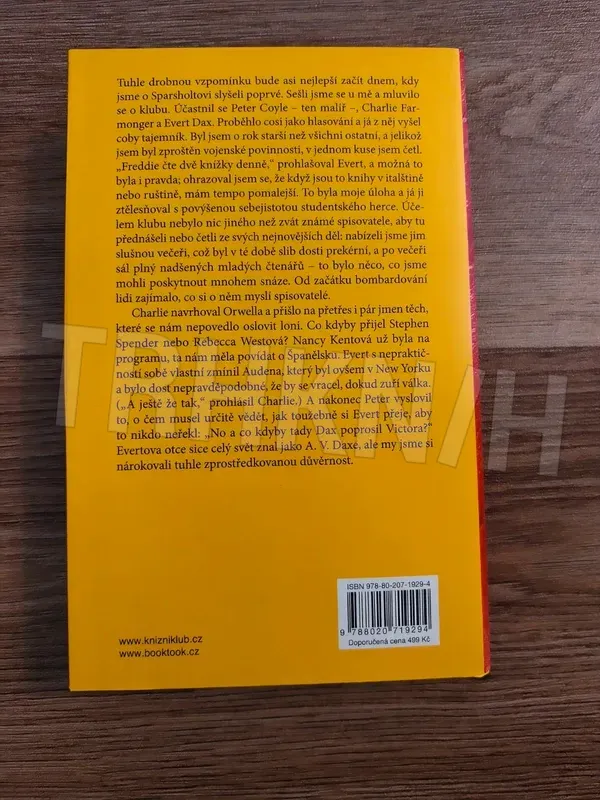 Tuhle drobnou vzpomínku bude asi nejlepší začít dnem, kdy
jsme o Sparsholtovi slyšeli poprvé. Sešli jsme se u mě a mluvilo
se o klubu. Účastnil se Peter Coyle – ten malíř –, Charlie Far-
monger a Evert Dax. Proběhlo cosi jako hlasování a já z něj vyšel
coby tajemník. Byl jsem o rok starší než všichni ostatní, a jelikož
jsem byl zproštěn vojenské povinnosti, v jednom kuse jsem četl.
„Freddie čte dvě knížky denně,“ prohlašoval Evert, a možná to
byla i pravda; ohrazoval jsem se, že když jsou to knihy v italštině
nebo ruštině, mám tempo pomalejší. To byla moje úloha a já ji
ztělesňoval s povýšenou sebejistotou studentského herce. Úče-
lem klubu nebylo nic jiného než zvát známé spisovatele, aby tu
přednášeli nebo četli ze svých nejnovějších děl: nabízeli jsme jim
slušnou večeři, což byl v té době slib dosti prekérní, a po večeři
sál plný nadšených mladých čtenářů – to bylo něco, co jsme
mohli poskytnout mnohem snáze. Od začátku bombardování
lidi zajímalo, co si o něm myslí spisovatelé.
Charlie navrhoval Orwella a přišlo na přetřes i pár jmen těch,
které se nám nepovedlo oslovit loni. Co kdyby přijel Stephen
Spender nebo Rebecca Westová? Nancy Kentová už byla na
programu, ta nám měla povídat o Španělsku. Evert s nepraktič-
ností sobě vlastní zmínil Audena, který byl ovšem v New Yorku
a bylo dost nepravděpodobné, že by se vracel, dokud zuří válka.
(„A ještě že tak,“ prohlásil Charlie.) A nakonec Peter vyslovil
to, o čem musel určitě vědět, jak toužebně si Evert přeje, aby
to nikdo neřekl: „No a co kdyby tady Dax poprosil Victora?“
Evertova otce sice celý svět znal jako A. V. Daxe, ale my jsme si
nárokovali tuhle zprostředkovanou důvěrnost.
www.knizniklub.cz
www.booktook.cz
ISBN 978-80-207-1929-4
9 788020 719294
Doporučená cena 499 Kč